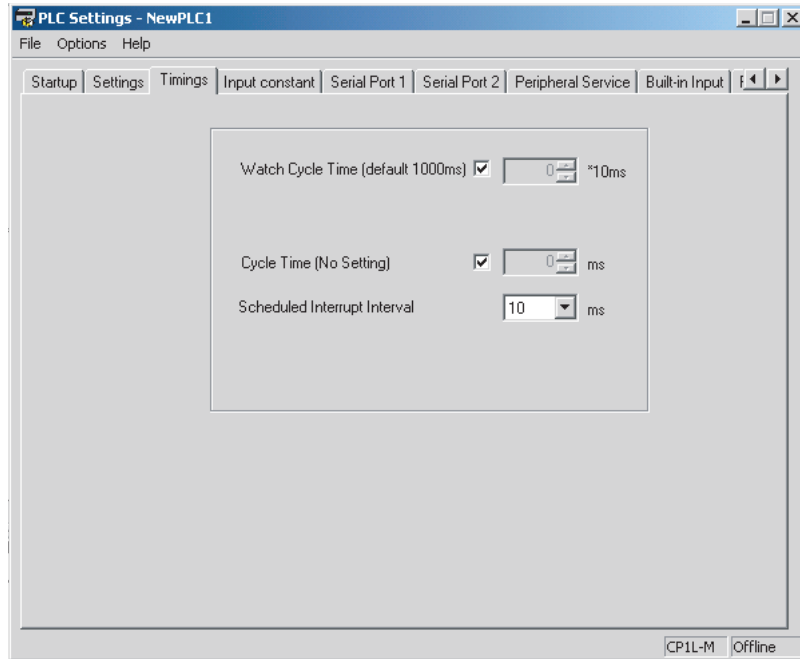 PLC Settings - NewPLC1
File Options Help
Startup Settings Timings Input constant Serial Port 1 Serial Port 2 Peripheral Service Built-in Input
Watch Cycle Time (default 1000ms) 0 *10ms
Cycle Time (No Setting) 0 ms
Scheduled Interrupt Interval 10 ms
CP1L-M Offline